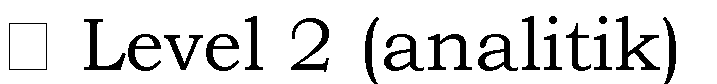 □ Level 2 (analitik)